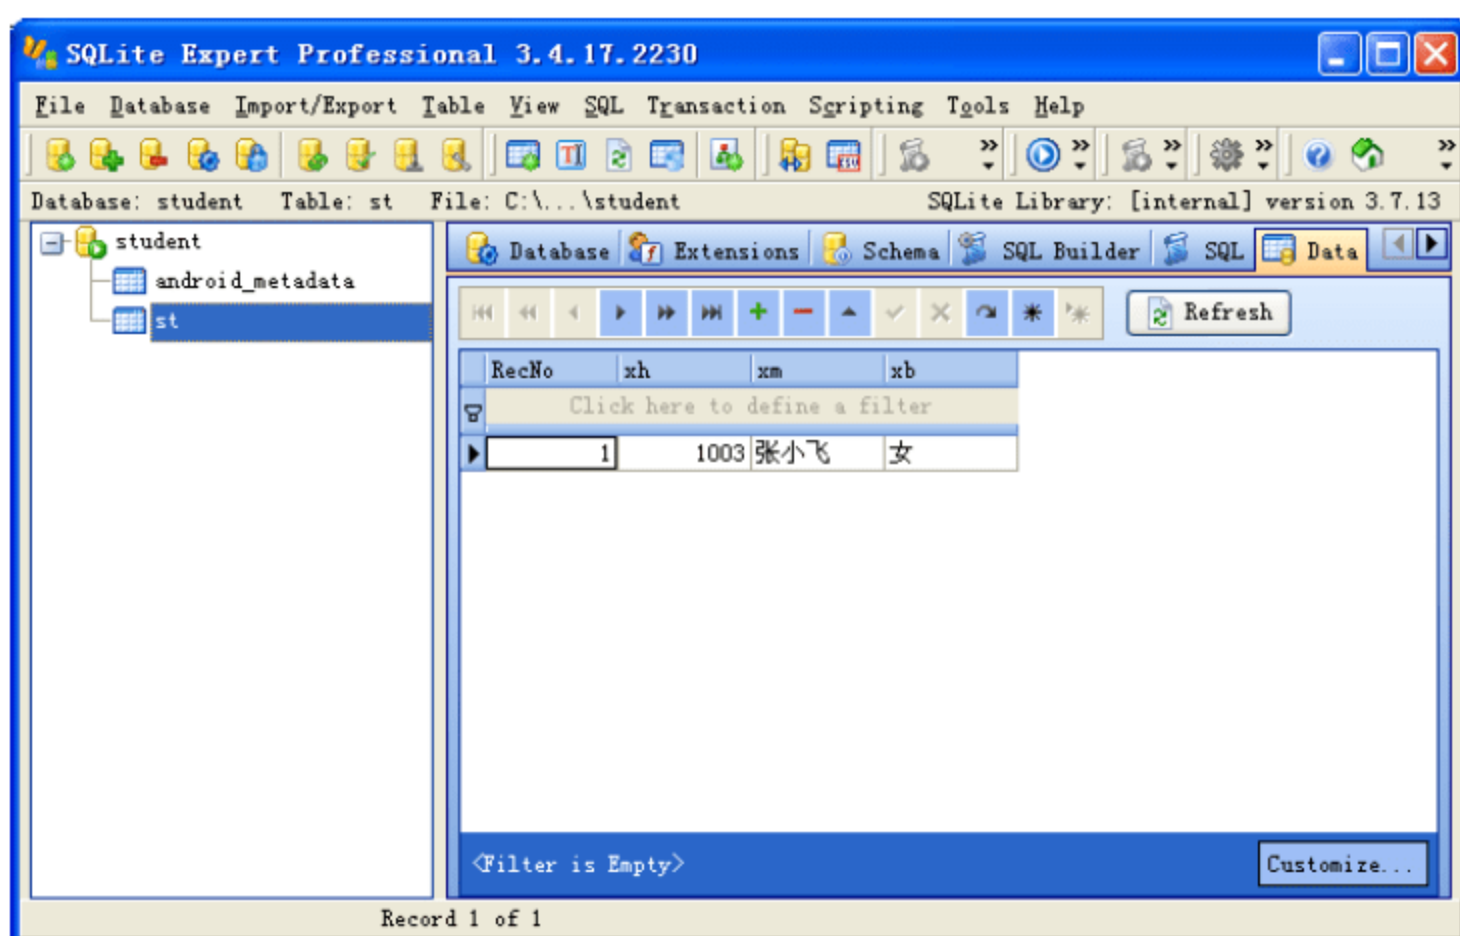 SQLite Expert Professional 3.4.17.2230
File Database Import/Export Table View SQL Transaction Scripting Tools Help
Database: student Table: st File: C:\...\student SQLite Library: [internal] version 3.7.13
student
android_metadata
st
Database Extensions Schema SQL Builder SQL Data
Refresh
RecNo xh xm xb
Click here to define a filter
1 1003 张小飞 女
<Filter is Empty> Customize...
Record 1 of 1